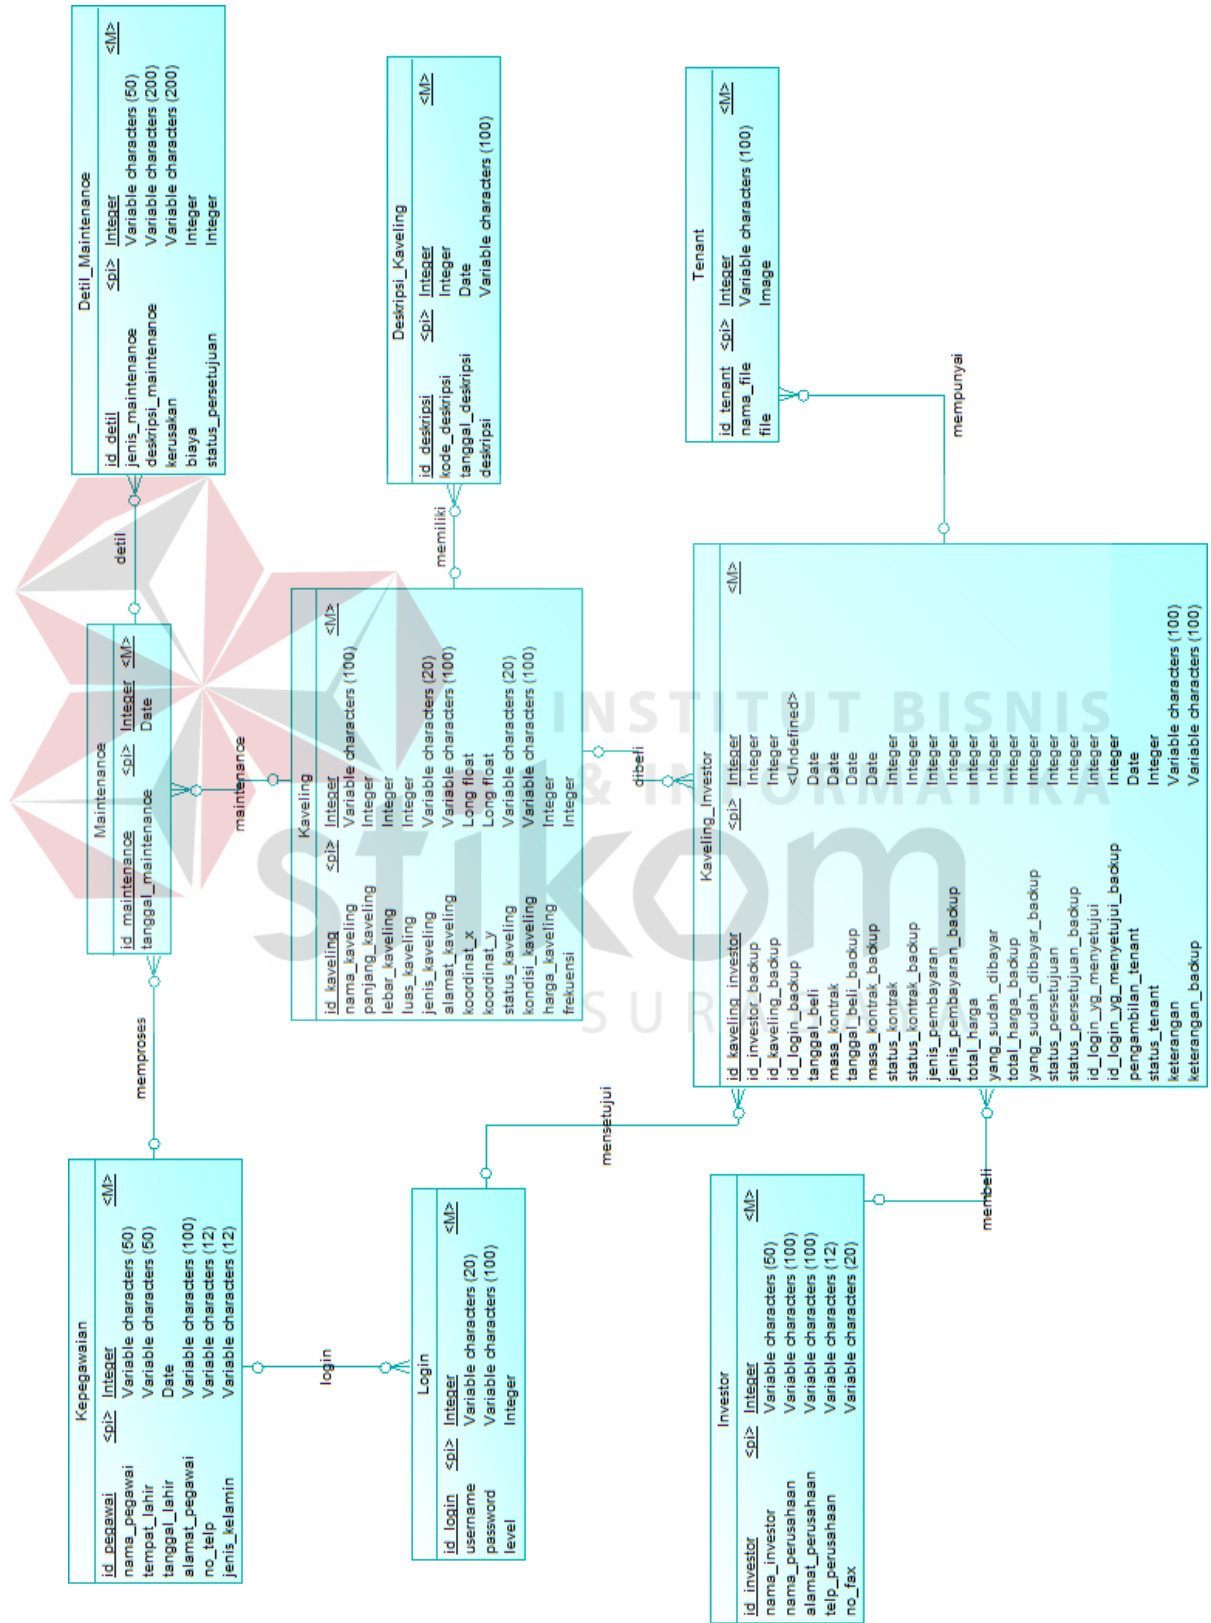 Kepegawaian
id_pegawai <pi> Integer <M>
nama_pegawai Variable characters (50)
tempat_lahir Variable characters (50)
tanggal_lahir Date
alamat_pegawai Variable characters (100)
no_telp Variable characters (12)
jenis_kelamin Variable characters (12)
memproses
Maintenance
id_maintenance <pi> Integer <M>
tanggal_maintenance Date
detil
Detil_Maintenance
id_detil <pi> Integer <M>
jenis_maintenance Variable characters (50)
deskripsi_maintenance Variable characters (200)
kerusakan Variable characters (200)
biaya Integer
status_persetujuan Integer
login
maintenance
Kaveling
id_kaveling <pi> Integer <M>
nama_kaveling Variable characters (100)
panjang_kaveling Integer
lebar_kaveling Integer
luas_kaveling Integer
jenis_kaveling Variable characters (20)
alamat_kaveling Variable characters (100)
koordinat_x Long float
koordinat_y Long float
status_kaveling Variable characters (20)
kondisi_kaveling Variable characters (100)
harga_kaveling Integer
frekuensi Integer
memiliki
Deskripsi_Kaveling
id_deskripsi <pi> Integer <M>
kode_deskripsi Integer
tanggal_deskripsi Date
deskripsi Variable characters (100)
Login
id_login <pi> Integer <M>
username Variable characters (20)
password Variable characters (100)
level Integer
mensetujui
dibeli
Investor
id_investor <pi> Integer <M>
nama_investor Variable characters (50)
nama_perusahaan Variable characters (100)
alamat_perusahaan Variable characters (100)
telp_perusahaan Variable characters (12)
no_fax Variable characters (20)
membeli
Kaveling_Investor
id_kaveling_investor <pi> Integer <M>
id_investor_backup Integer
id_kaveling_backup Integer
id_login_backup <Undefined>
tanggal_beli Date
masa_kontrak Date
tanggal_beli_backup Date
masa_kontrak_backup Date
status_kontrak Integer
status_kontrak_backup Integer
jenis_pembayaran Integer
jenis_pembayaran_backup Integer
total_harga Integer
yang_sudah_dibayar Integer
total_harga_backup Integer
yang_sudah_dibayar_backup Integer
status_persetujuan Integer
status_persetujuan_backup Integer
id_login_yg_menyetujui Integer
id_login_yg_menyetujui_backup Integer
pengambilan_tenant Date
status_tenant Integer
keterangan Variable characters (100)
keterangan_backup Variable characters (100)
mempunyai
Tenant
id_tenant <pi> Integer <M>
nama_file Variable characters (100)
file Image
INSTITUT BISNIS
& INFORMATIKA
stikom
SURABAYA